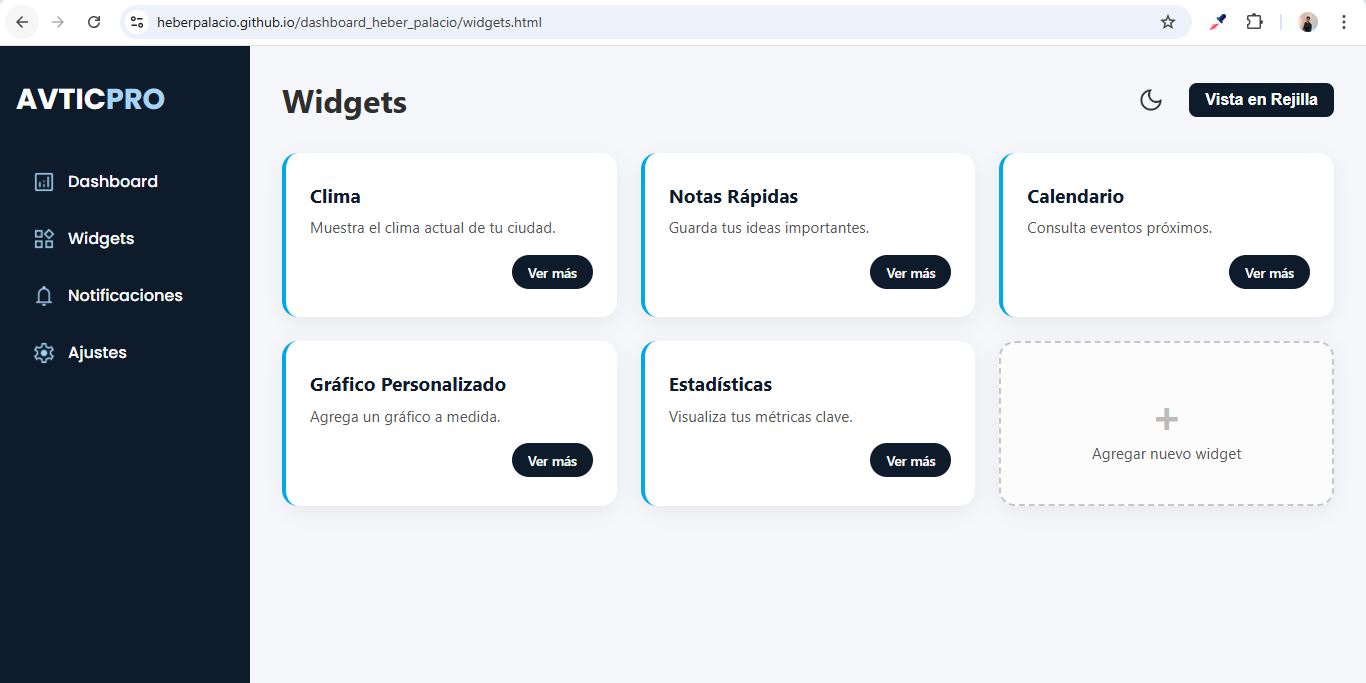 heberpalacio.github.io/dashboard_heber_palacio/widgets.html
AVTICPRO
Dashboard
Widgets
Notificaciones
Ajustes
Widgets
Vista en Rejilla
Clima
Muestra el clima actual de tu ciudad.
Ver más
Notas Rápidas
Guarda tus ideas importantes.
Ver más
Calendario
Consulta eventos próximos.
Ver más
Gráfico Personalizado
Agrega un gráfico a medida.
Ver más
Estadísticas
Visualiza tus métricas clave.
Ver más
+
Agregar nuevo widget